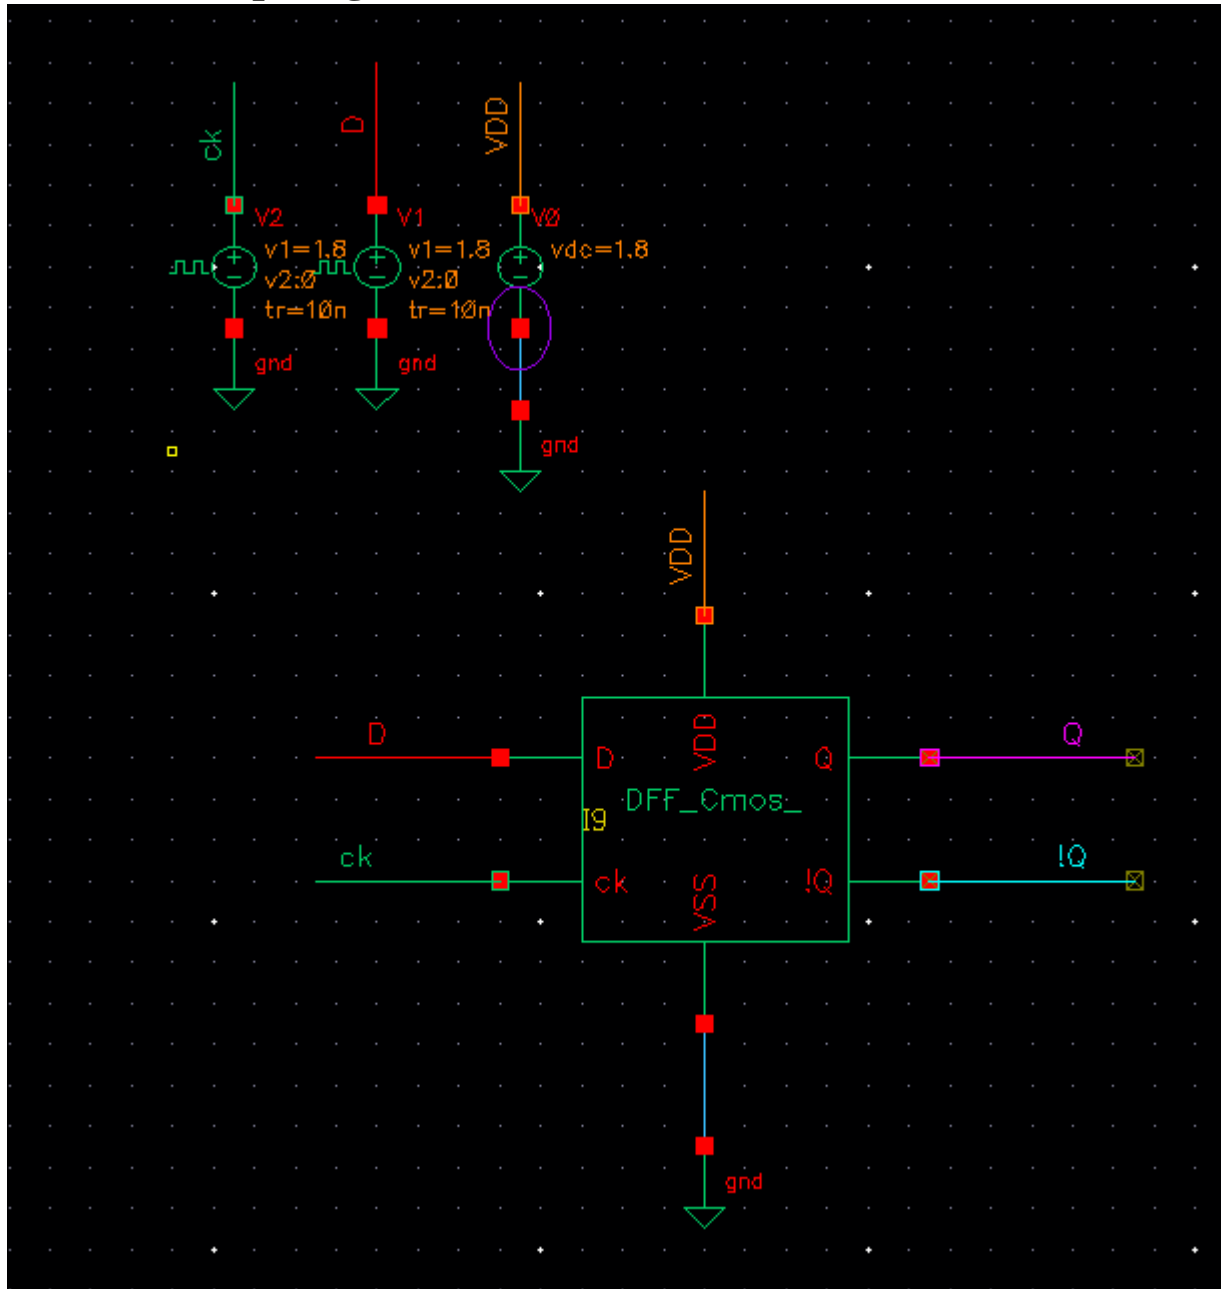 ck
D
VDD
V2
V1
V0
v1=1.8
v1=1.8
vdc=1.8
v2:0
v2:0
tr=10n
tr=10n
gnd
gnd
gnd
VDD
D
D
VDD
Q
Q
DFF_Cmos_
I9
ck
ck
VSS
!Q
!Q
gnd